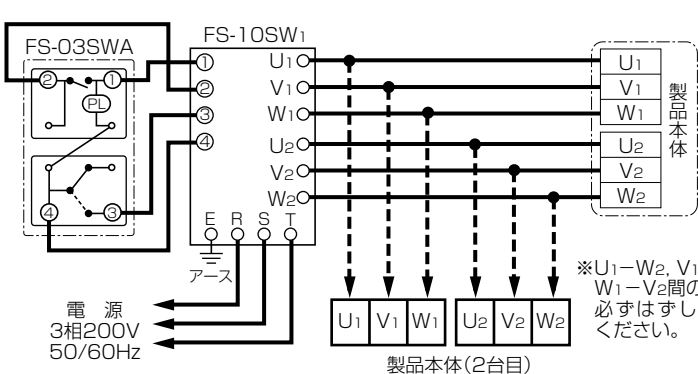 FS-03SWA
② ①
PL
④ ③
FS-10SW1
①
②
③
④
U1
V1
W1
U2
V2
W2
E R S T
アース
電 源
3相200V
50/60Hz
U1
V1
W1
U2
V2
W2
製品本体
U1 V1 W1 U2 V2 W2
製品本体(2台目)
※U1−W2, V1
W1−V2間の
必ずはずし
ください。